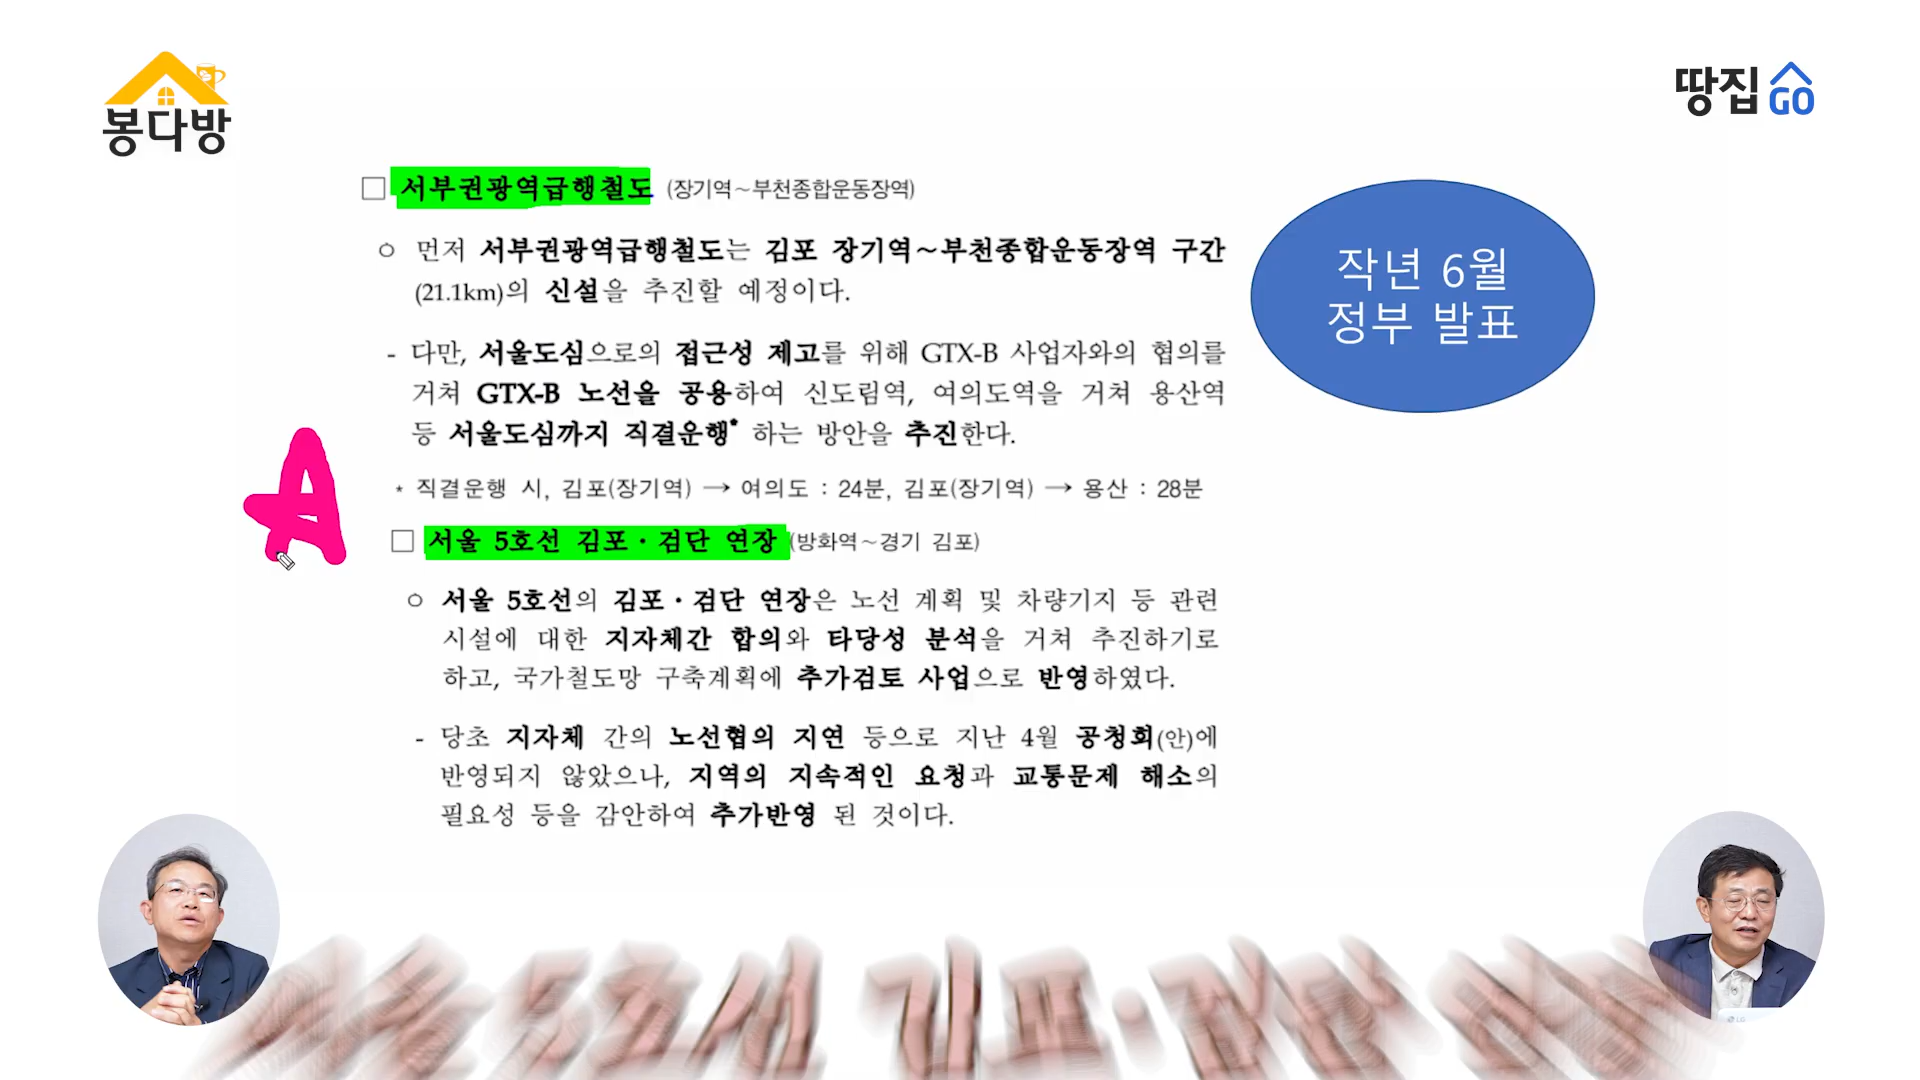 봉다방
땅집GO
□ 서부권광역급행철도 (장기역~부천종합운동장역)
작년 6월
정부 발표
○ 먼저 서부권광역급행철도는 김포 장기역~부천종합운동장역 구간
(21.1km)의 신설을 추진할 예정이다.
- 다만, 서울도심으로의 접근성 제고를 위해 GTX-B 사업자와의 협의를
거쳐 GTX-B 노선을 공용하여 신도림역, 여의도역을 거쳐 용산역
등 서울도심까지 직결운행* 하는 방안을 추진한다.
* 직결운행 시, 김포(장기역) → 여의도 : 24분, 김포(장기역) → 용산 : 28분
A
□ 서울 5호선 김포·검단 연장 (방화역~경기 김포)
○ 서울 5호선의 김포·검단 연장은 노선 계획 및 차량기지 등 관련
시설에 대한 지자체간 합의와 타당성 분석을 거쳐 추진하기로
하고, 국가철도망 구축계획에 추가검토 사업으로 반영하였다.
- 당초 지자체 간의 노선협의 지연 등으로 지난 4월 공청회(안)에
반영되지 않았으나, 지역의 지속적인 요청과 교통문제 해소의
필요성 등을 감안하여 추가반영 된 것이다.
서울 5호선 김포·검단 연장